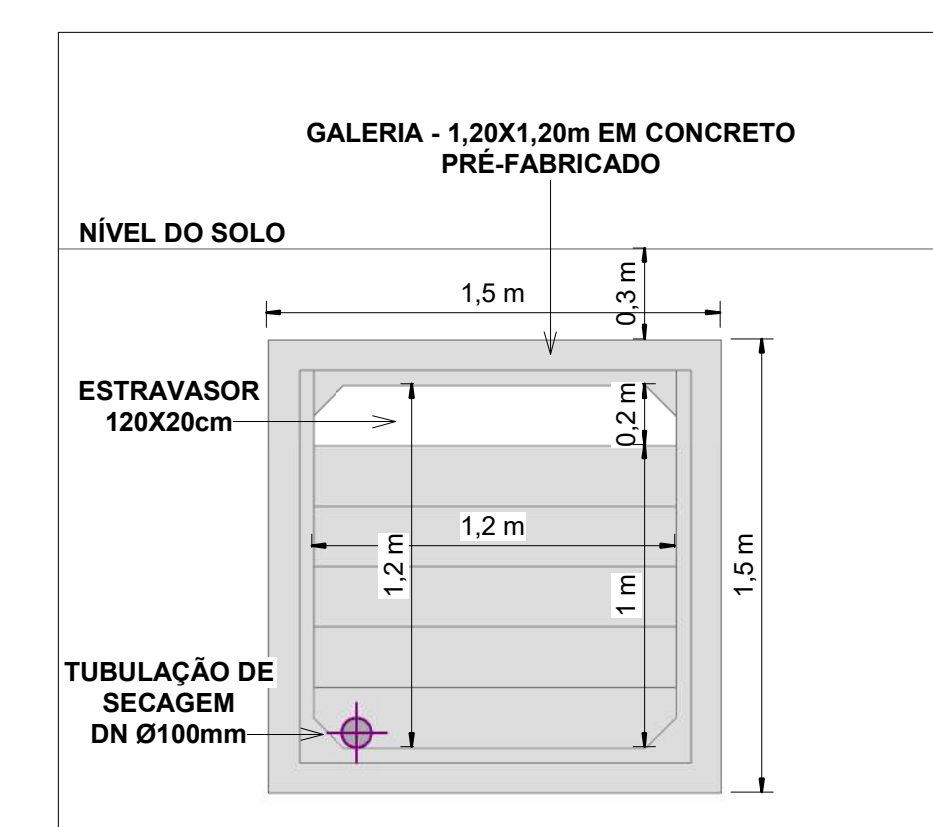 GALERIA - 1,20X1,20m EM CONCRETO
PRÉ-FABRICADO
NÍVEL DO SOLO
0,3 m
1,5 m
ESTRAVASOR
120X20cm
0,2 m
1,2 m
1,2 m
1 m
1,5 m
TUBULAÇÃO DE
SECAGEM
DN Ø100mm